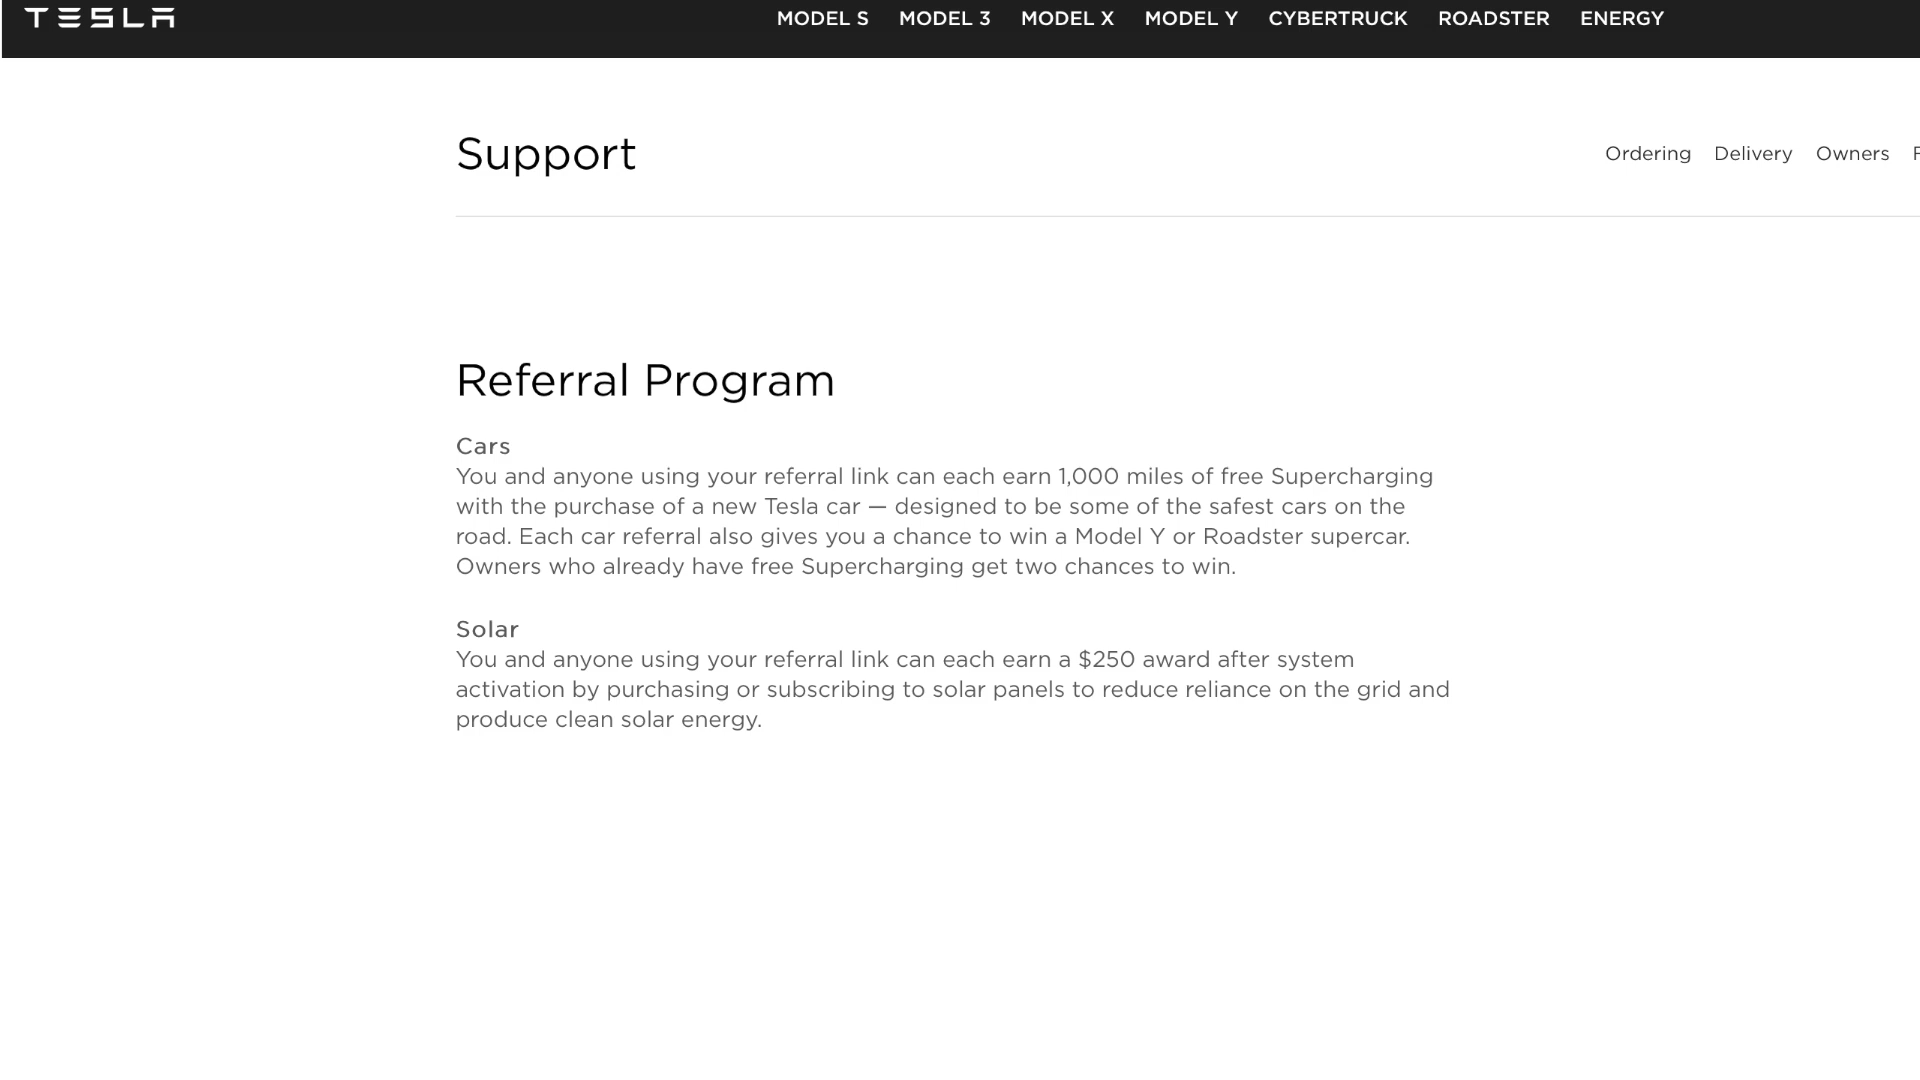 TESLA
MODEL S MODEL 3 MODEL X MODEL Y CYBERTRUCK ROADSTER ENERGY
Support
Ordering Delivery Owners
Referral Program
Cars
You and anyone using your referral link can each earn 1,000 miles of free Supercharging
with the purchase of a new Tesla car — designed to be some of the safest cars on the
road. Each car referral also gives you a chance to win a Model Y or Roadster supercar.
Owners who already have free Supercharging get two chances to win.
Solar
You and anyone using your referral link can each earn a $250 award after system
activation by purchasing or subscribing to solar panels to reduce reliance on the grid and
produce clean solar energy.